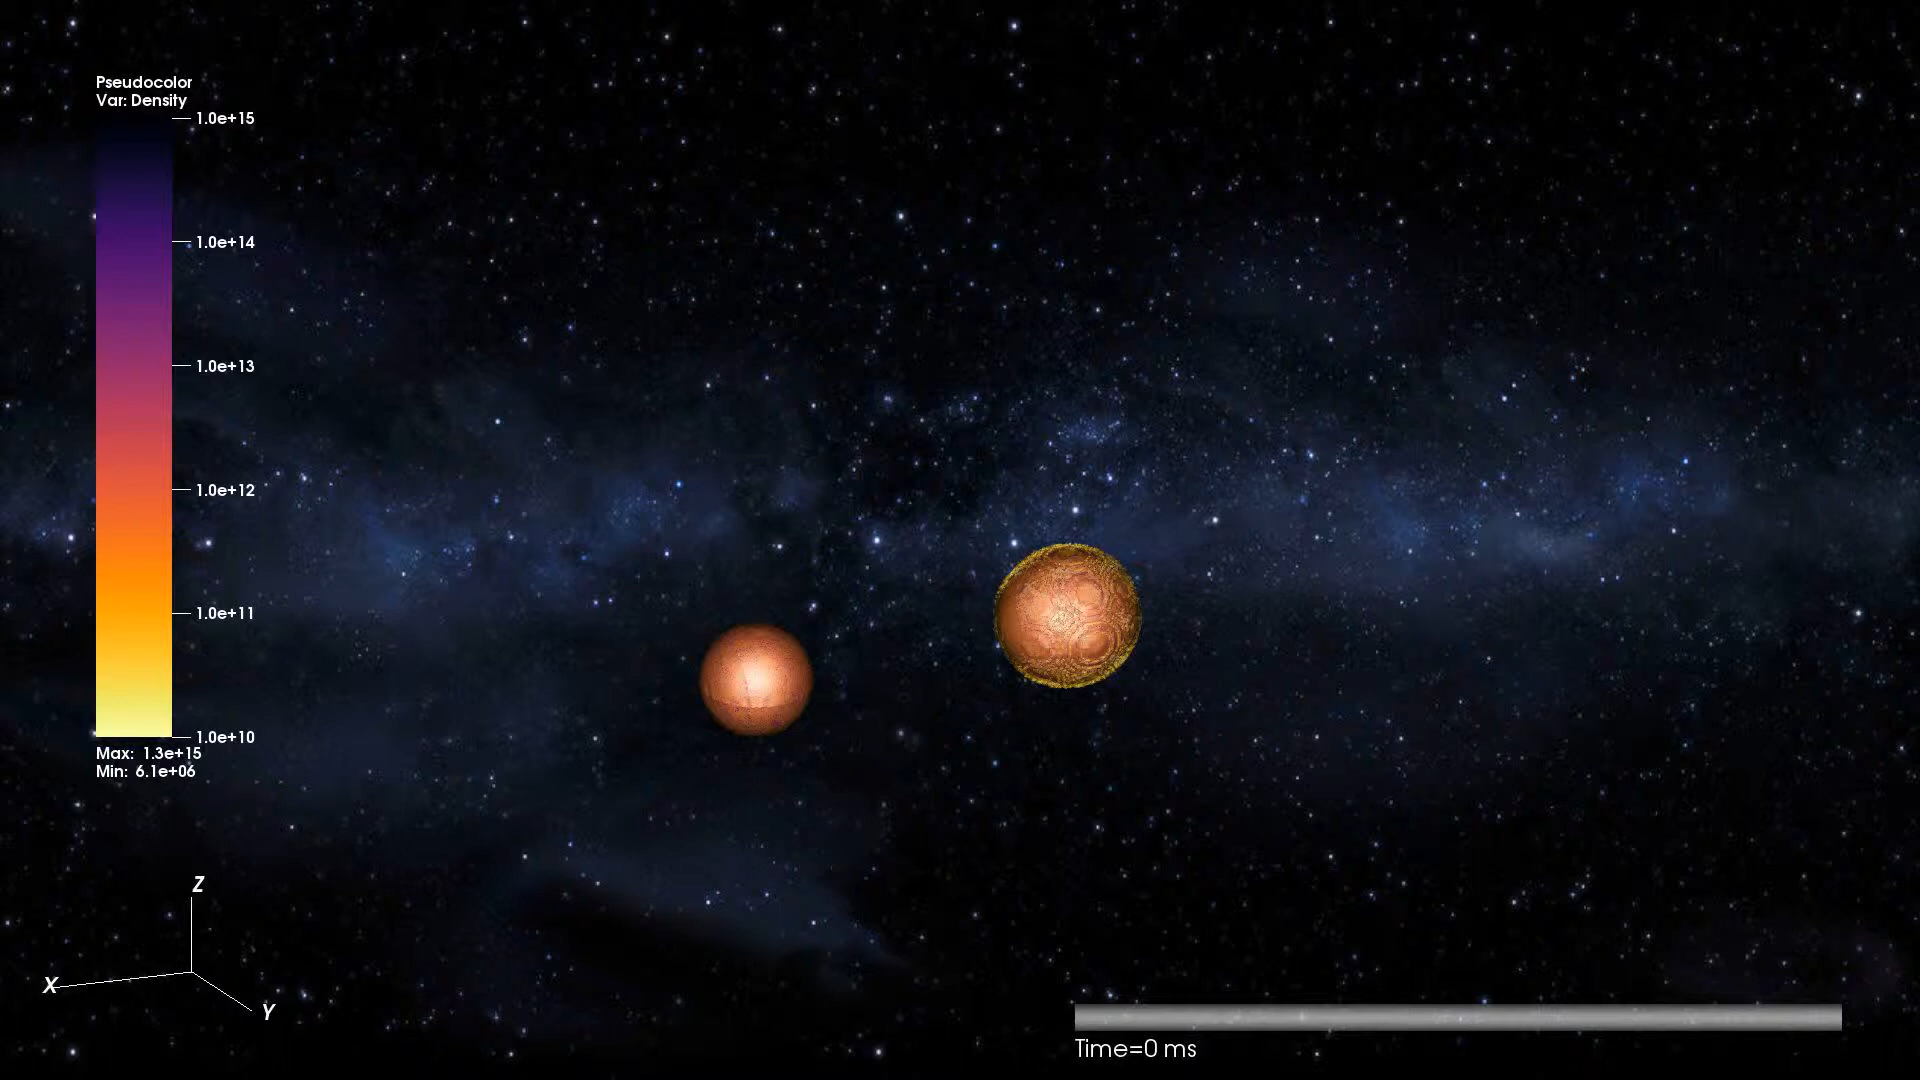 Pseudocolor
Var: Density
1.0e+15
1.0e+14
1.0e+13
1.0e+12
1.0e+11
1.0e+10
Max: 1.3e+15
Min: 6.1e+06
Z
X
Y
Time=0 ms